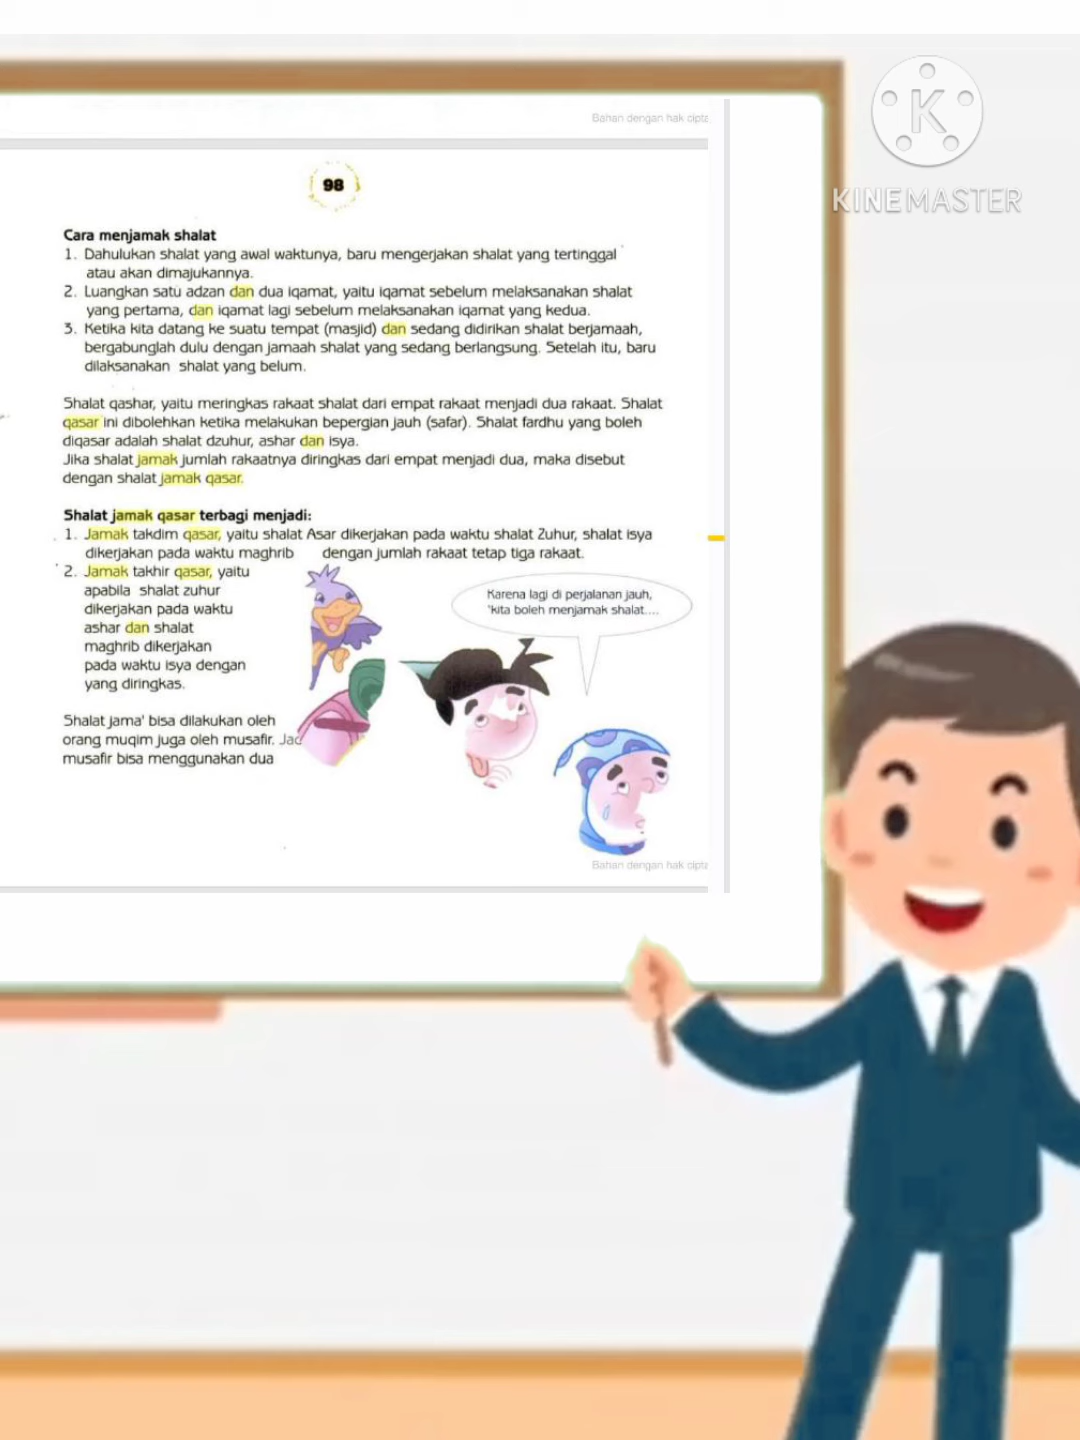 Bahan dengan hak cipta
98
KINEMASTER
Cara menjamak shalat
1. Dahulukan shalat yang awal waktunya, baru mengerjakan shalat yang tertinggal
atau akan dimajukannya.
2. Luangkan satu adzan dan dua iqamat, yaitu iqamat sebelum melaksanakan shalat
yang pertama, dan iqamat lagi sebelum melaksanakan iqamat yang kedua.
3. Ketika kita datang ke suatu tempat (masjid) dan sedang didirikan shalat berjamaah,
bergabunglah dulu dengan jamaah shalat yang sedang berlangsung. Setelah itu, baru
dilaksanakan shalat yang belum.
Shalat qashar, yaitu meringkas rakaat shalat dari empat rakaat menjadi dua rakaat. Shalat
qasar ini dibolehkan ketika melakukan bepergian jauh (safar). Shalat fardhu yang boleh
diqasar adalah shalat dzuhur, ashar dan isya.
Jika shalat jamak jumlah rakaatnya diringkas dari empat menjadi dua, maka disebut
dengan shalat jamak qasar.
Shalat jamak qasar terbagi menjadi:
1. Jamak takdim qasar, yaitu shalat Asar dikerjakan pada waktu shalat Zuhur, shalat isya
dikerjakan pada waktu maghrib dengan jumlah rakaat tetap tiga rakaat.
2. Jamak takhir qasar, yaitu
apabila shalat zuhur
dikerjakan pada waktu
ashar dan shalat
maghrib dikerjakan
pada waktu isya dengan
yang diringkas.
Karena lagi di perjalanan jauh,
'kita boleh menjamak shalat....
Shalat jama' bisa dilakukan oleh
orang muqim juga oleh musafir. Jad
musafir bisa menggunakan dua
Bahan dengan hak cipta